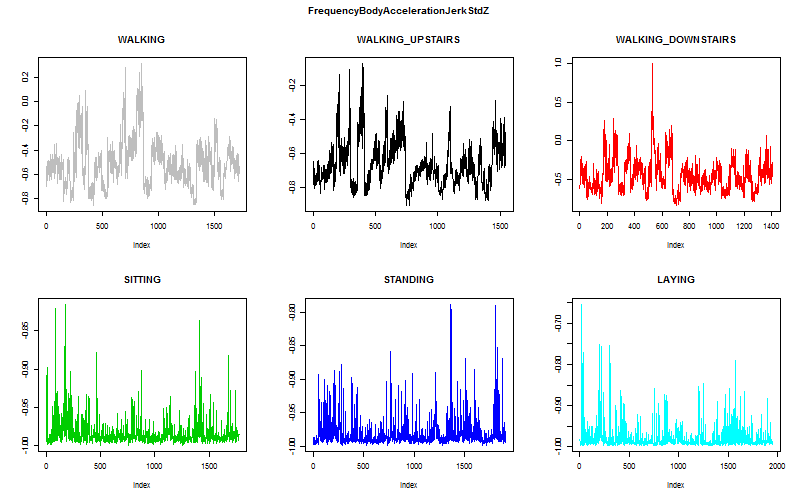 FrequencyBodyAccelerationJerkStdZ
WALKING WALKING_UPSTAIRS WALKING_DOWNSTAIRS
0.2
0.0
-0.2
-0.4
-0.6
-0.8
0 500 1000 1500
Index
-0.2
-0.4
-0.6
-0.8
0 500 1000 1500
Index
1.0
0.5
0.0
-0.5
0 200 400 600 800 1000 1200 1400
Index
SITTING STANDING LAYING
-0.85
-0.90
-0.95
-1.00
0 500 1000 1500
Index
-0.80
-0.85
-0.90
-0.95
-1.00
0 500 1000 1500
Index
-0.70
-0.80
-0.90
-1.00
0 500 1000 1500 2000
Index